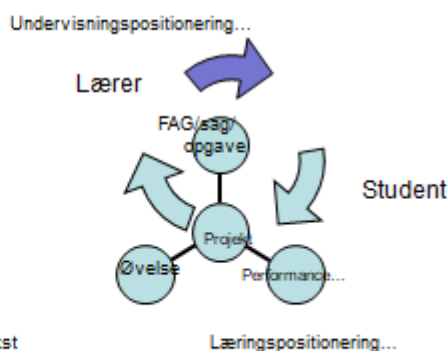 Undervisningspositionering...
Lærer
FAG/sag/
opgave
Student
Projekt
Øvelse
Performance...
Læringspositionering...